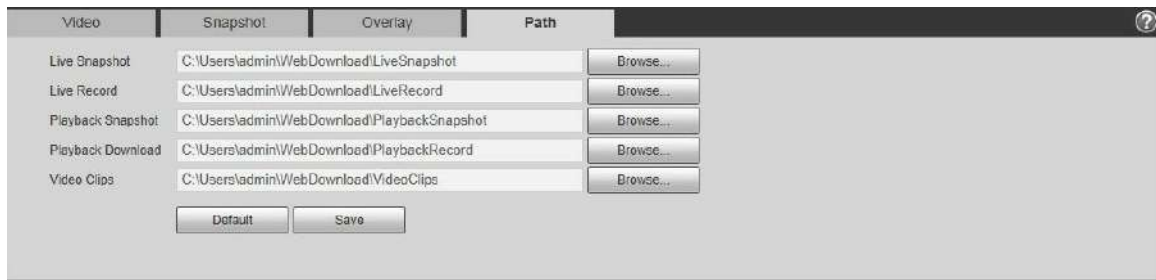 Video Snapshot Overlay Path ?
Live Snapshot C:\Users\admin\WebDownload\LiveSnapshot Browse...
Live Record C:\Users\admin\WebDownload\LiveRecord Browse...
Playback Snapshot C:\Users\admin\WebDownload\PlaybackSnapshot Browse...
Playback Download C:\Users\admin\WebDownload\PlaybackRecord Browse...
Video Clips C:\Users\admin\WebDownload\VideoClips Browse...
Default Save